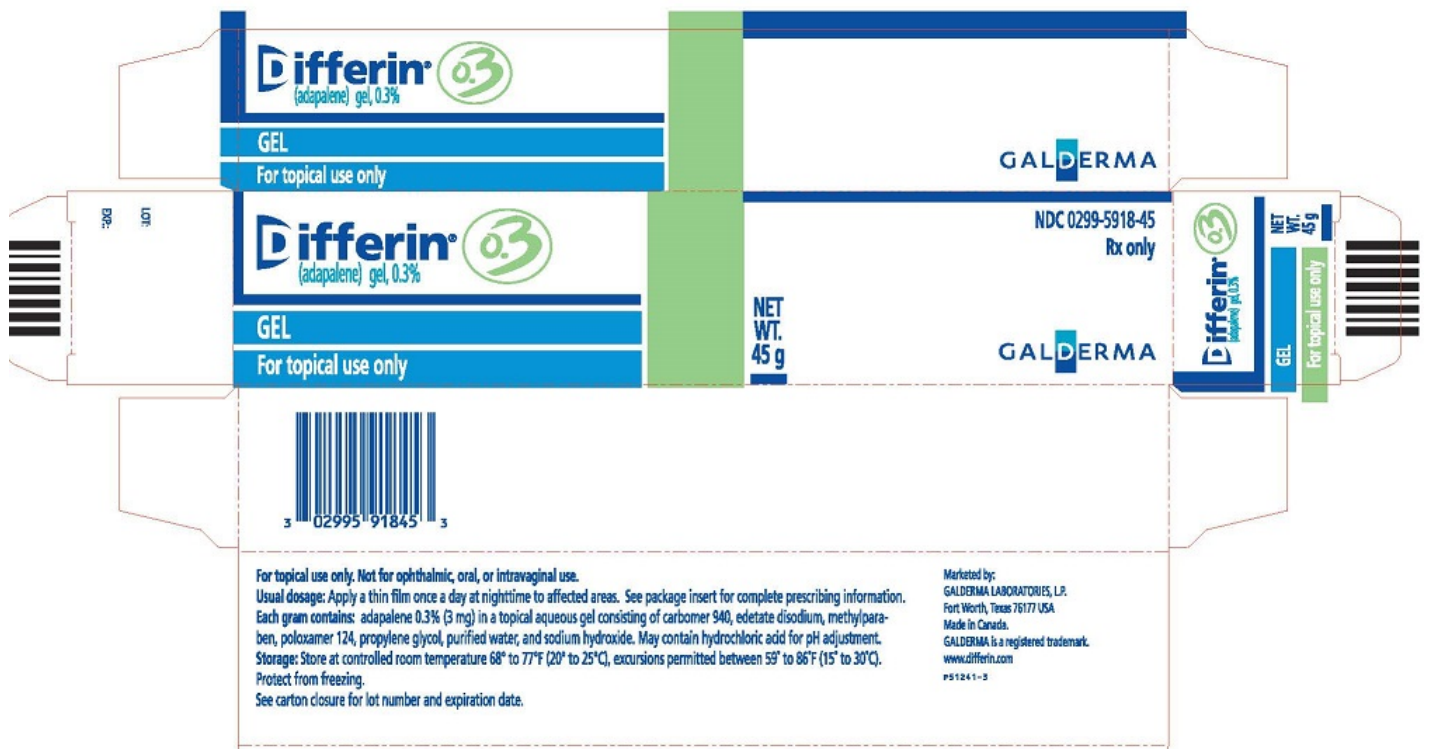 Differin®
0.3
(adapalene) gel, 0.3%
GEL
For topical use only
GALDERMA
LOT:
EXP.:
Differin®
0.3
(adapalene) gel, 0.3%
GEL
For topical use only
NET
WT.
45 g
NDC 0299-5918-45
Rx only
GALDERMA
Differin®
0.3
(adapalene) gel, 0.3%
GEL
For topical use only
NET
WT.
45 g
3 02995 91845 3
For topical use only. Not for ophthalmic, oral, or intravaginal use.
Usual dosage: Apply a thin film once a day at nighttime to affected areas. See package insert for complete prescribing information.
Each gram contains: adapalene 0.3% (3 mg) in a topical aqueous gel consisting of carbomer 940, edetate disodium, methylpara-
ben, poloxamer 124, propylene glycol, purified water, and sodium hydroxide. May contain hydrochloric acid for pH adjustment.
Storage: Store at controlled room temperature 68° to 77°F (20° to 25°C), excursions permitted between 59° to 86°F (15° to 30°C).
Protect from freezing.
See carton closure for lot number and expiration date.
Marketed by:
GALDERMA LABORATORIES, L.P.
Fort Worth, Texas 76177 USA
Made in Canada.
GALDERMA is a registered trademark.
www.differin.com
P51241-3